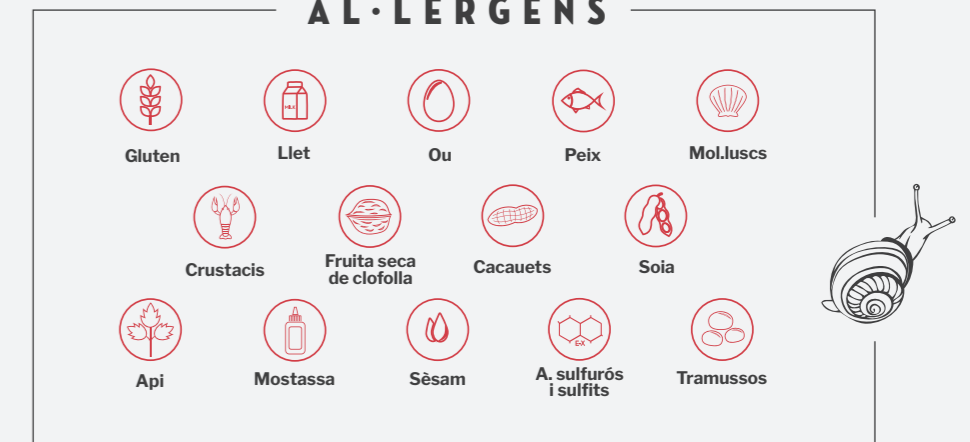 AL·LERGENS
MILK
Gluten
Llet
Ou
Peix
Mol.luscs
Crustacis
Fruita seca
de clofolla
Cacauets
Soia
E-X
Api
Mostassa
Sèsam
A. sulfurós
i sulfits
Tramussos